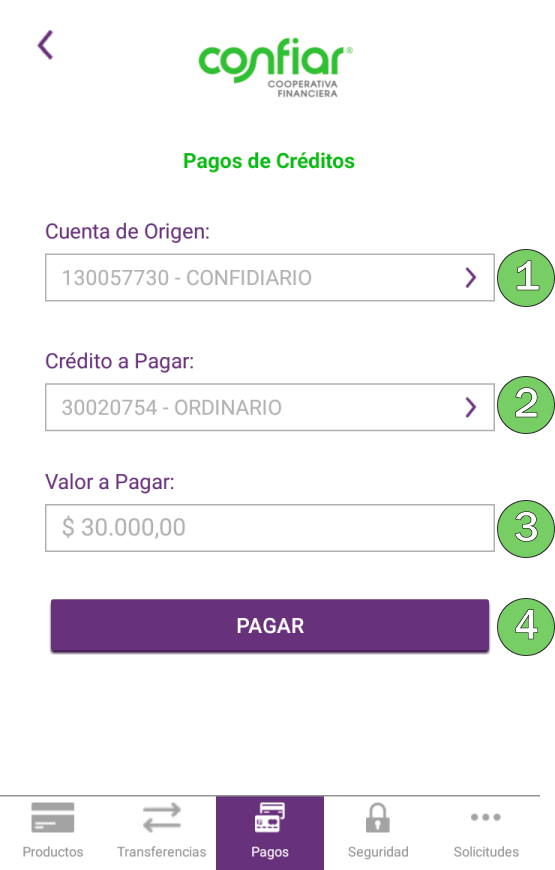 confiar®
COOPERATIVA
FINANCIERA
Pagos de Créditos
Cuenta de Origen:
130057730 - CONFIDIARIO
1
Crédito a Pagar:
30020754 - ORDINARIO
2
Valor a Pagar:
$ 30.000,00
3
PAGAR
4
Productos Transferencias Pagos Seguridad Solicitudes